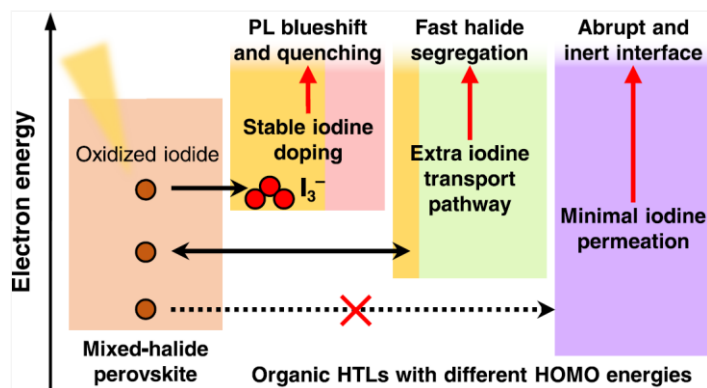 Electron energy
PL blueshift
and quenching
Fast halide
segregation
Abrupt and
inert interface
Oxidized iodide
Stable iodine
doping
I₃⁻
Extra iodine
transport
pathway
Minimal iodine
permeation
Mixed-halide
perovskite
Organic HTLs with different HOMO energies